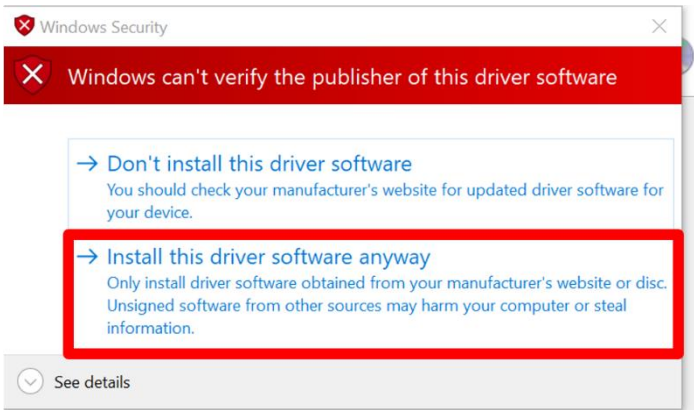 Windows Security
Windows can't verify the publisher of this driver software
Don't install this driver software
You should check your manufacturer's website for updated driver software for
your device.
Install this driver software anyway
Only install driver software obtained from your manufacturer's website or disc.
Unsigned software from other sources may harm your computer or steal
information.
See details